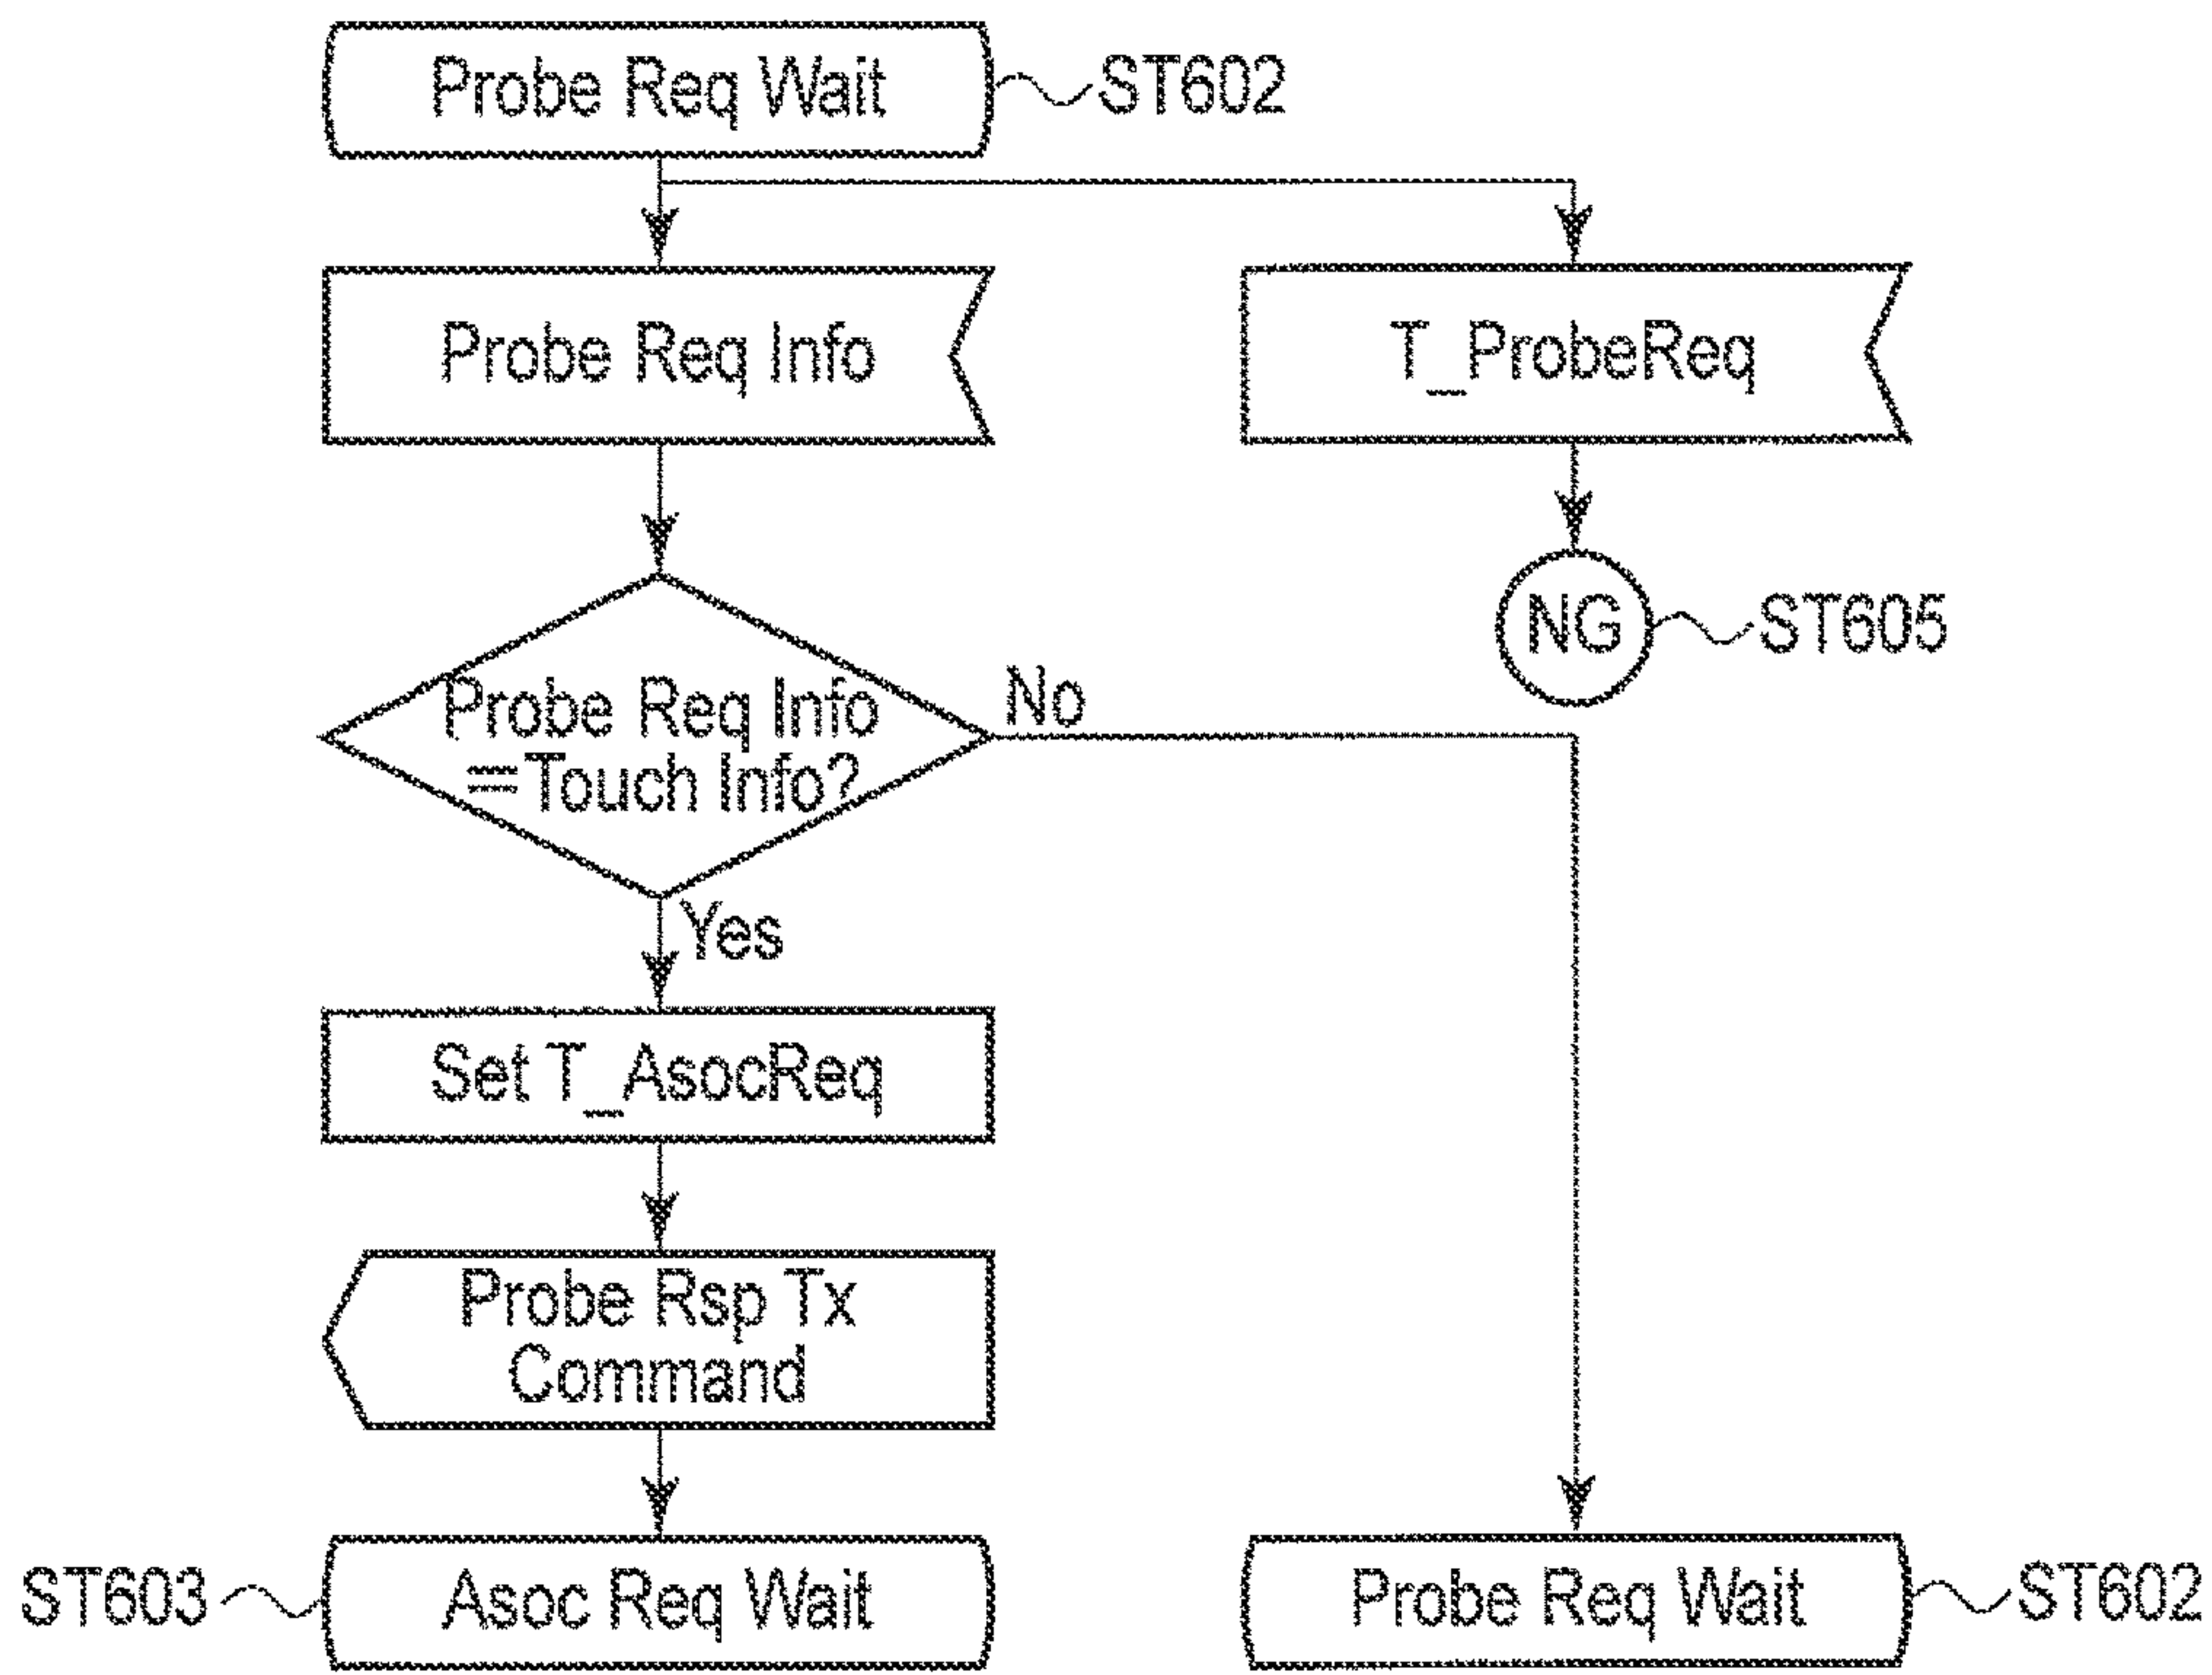 Probe Req Wait
ST602
Probe Req Info
T_ProbeReq
NG
ST605
Probe Req Info
=Touch Info?
No
Yes
Set T_AsocReq
Probe Rsp Tx
Command
ST603
Asoc Req Wait
Probe Req Wait
ST602